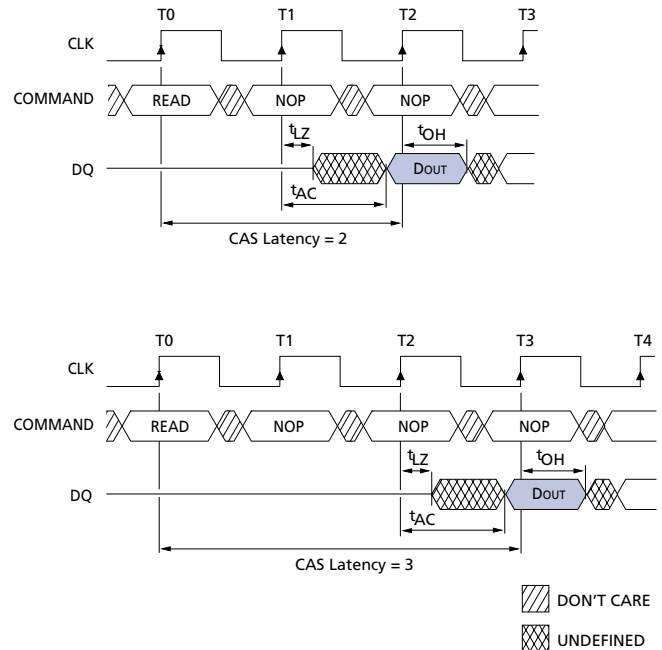 T0 T1 T2 T3
CLK
COMMAND READ NOP NOP
tLZ tOH
DQ DOUT
tAC
CAS Latency = 2
T0 T1 T2 T3 T4
CLK
COMMAND READ NOP NOP NOP
tLZ tOH
DQ DOUT
tAC
CAS Latency = 3
DON'T CARE
UNDEFINED